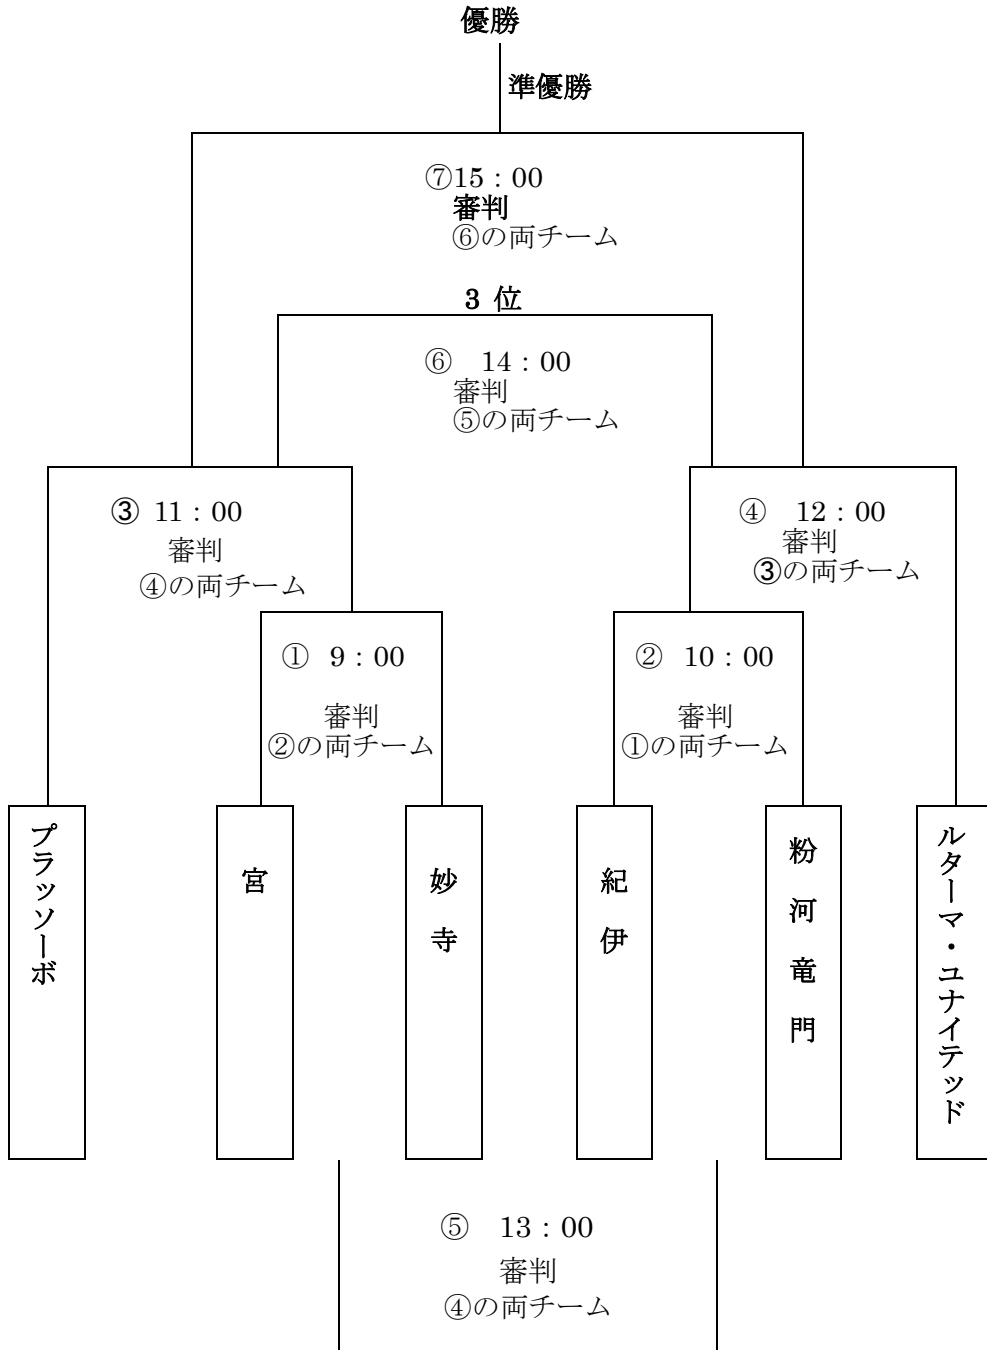 優勝
準優勝
⑦15：00
審判
⑥の両チーム
3 位
⑥ 14：00
審判
⑤の両チーム
③ 11：00
審判
④の両チーム
④ 12：00
審判
③の両チーム
① 9：00
審判
②の両チーム
② 10：00
審判
①の両チーム
プラッソーボ
宮
妙寺
紀伊
粉河竜門
ルターマ・ユナイテッド
⑤ 13：00
審判
④の両チーム